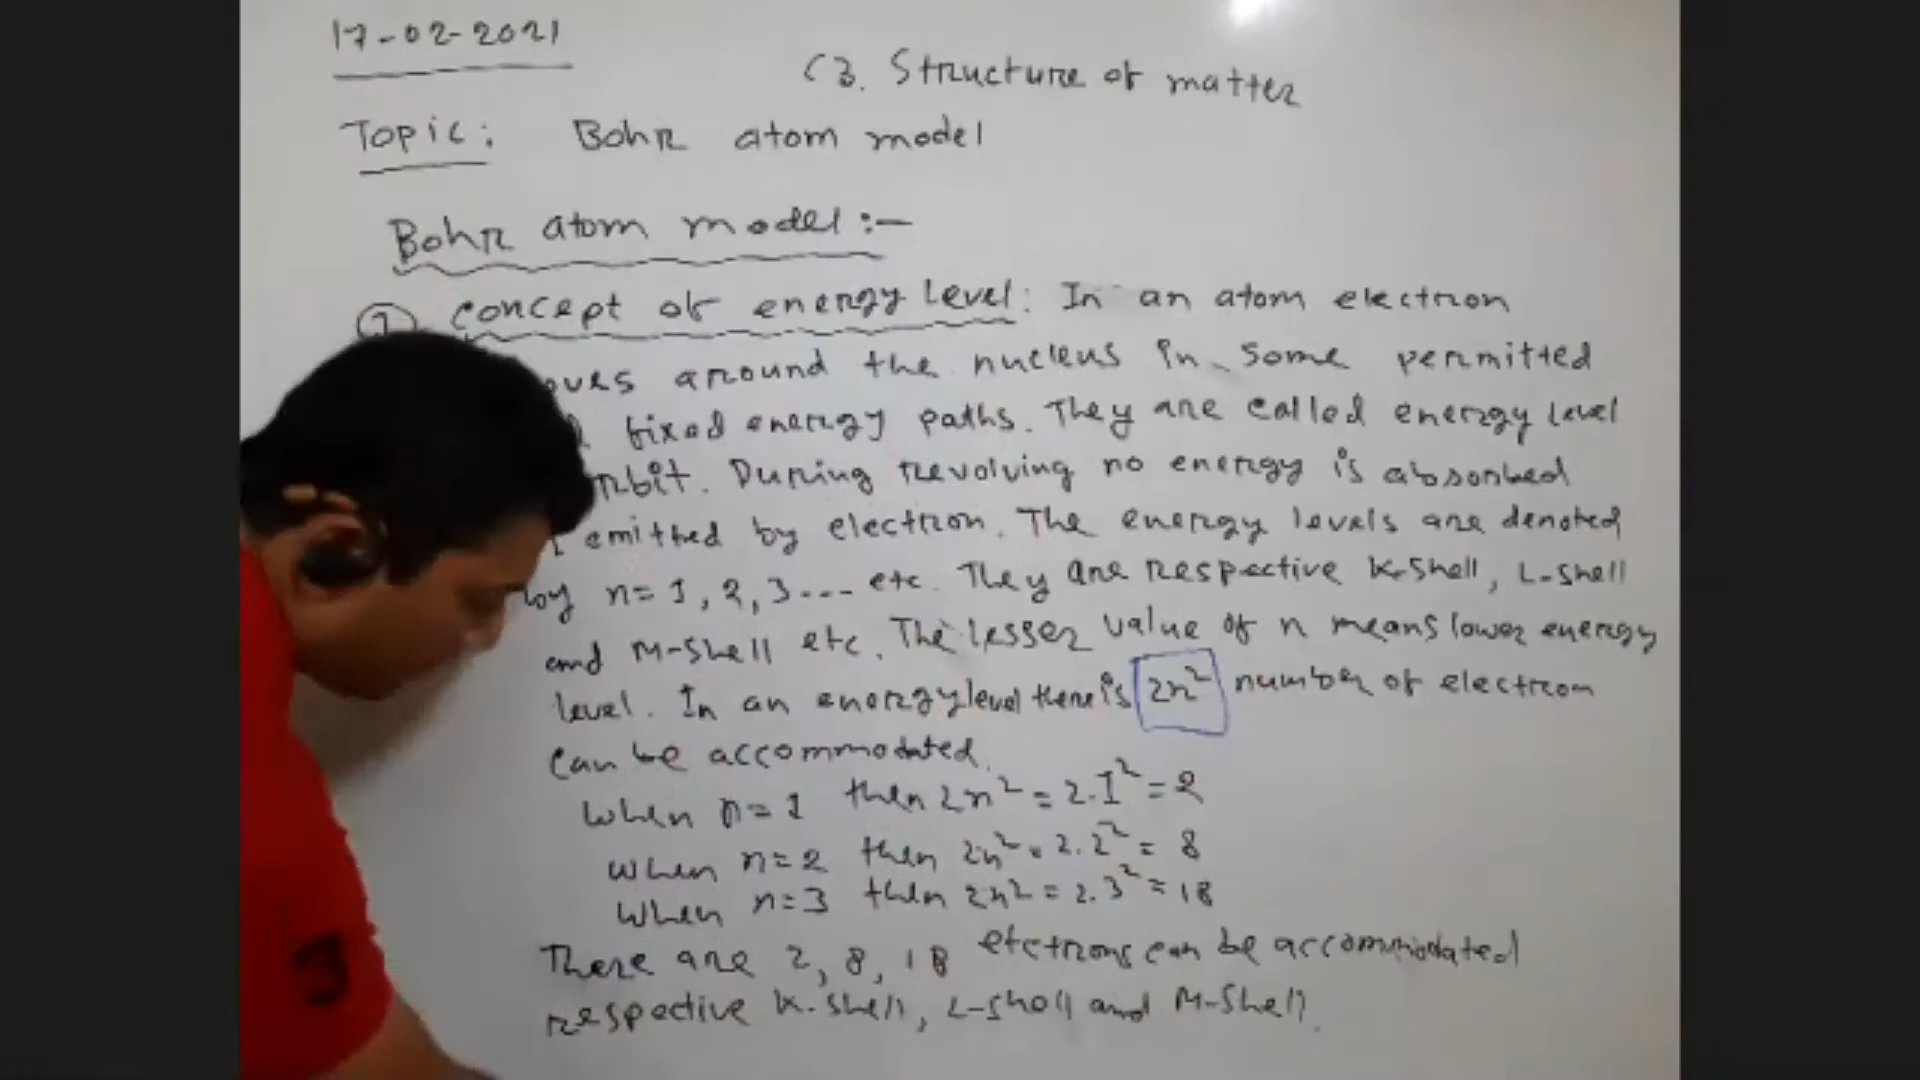 17-02-2021
C3. Structure of matter
Topic: Bohr atom model
Bohr atom model :-
① concept of energy level: In an atom electron
oves around the nucleus in some permitted
fixed energy paths. They are called energy level
orbit. During revolving no energy is absorbed
emitted by electron. The energy levels are denoted
by n=1, 2, 3 --- etc. They are respective K-shell, L-shell
and M-shell etc. The lesser value of n means lower energy
level. In an energy level there is 2n² number of electron
can be accommodated.
When n=1 then 2n² = 2.1² = 2
When n=2 then 2n² = 2.2² = 8
When n=3 then 2n² = 2.3² = 18
There are 2, 8, 18 etctrons can be accommodated
respective K-shell, L-shell and M-shell.